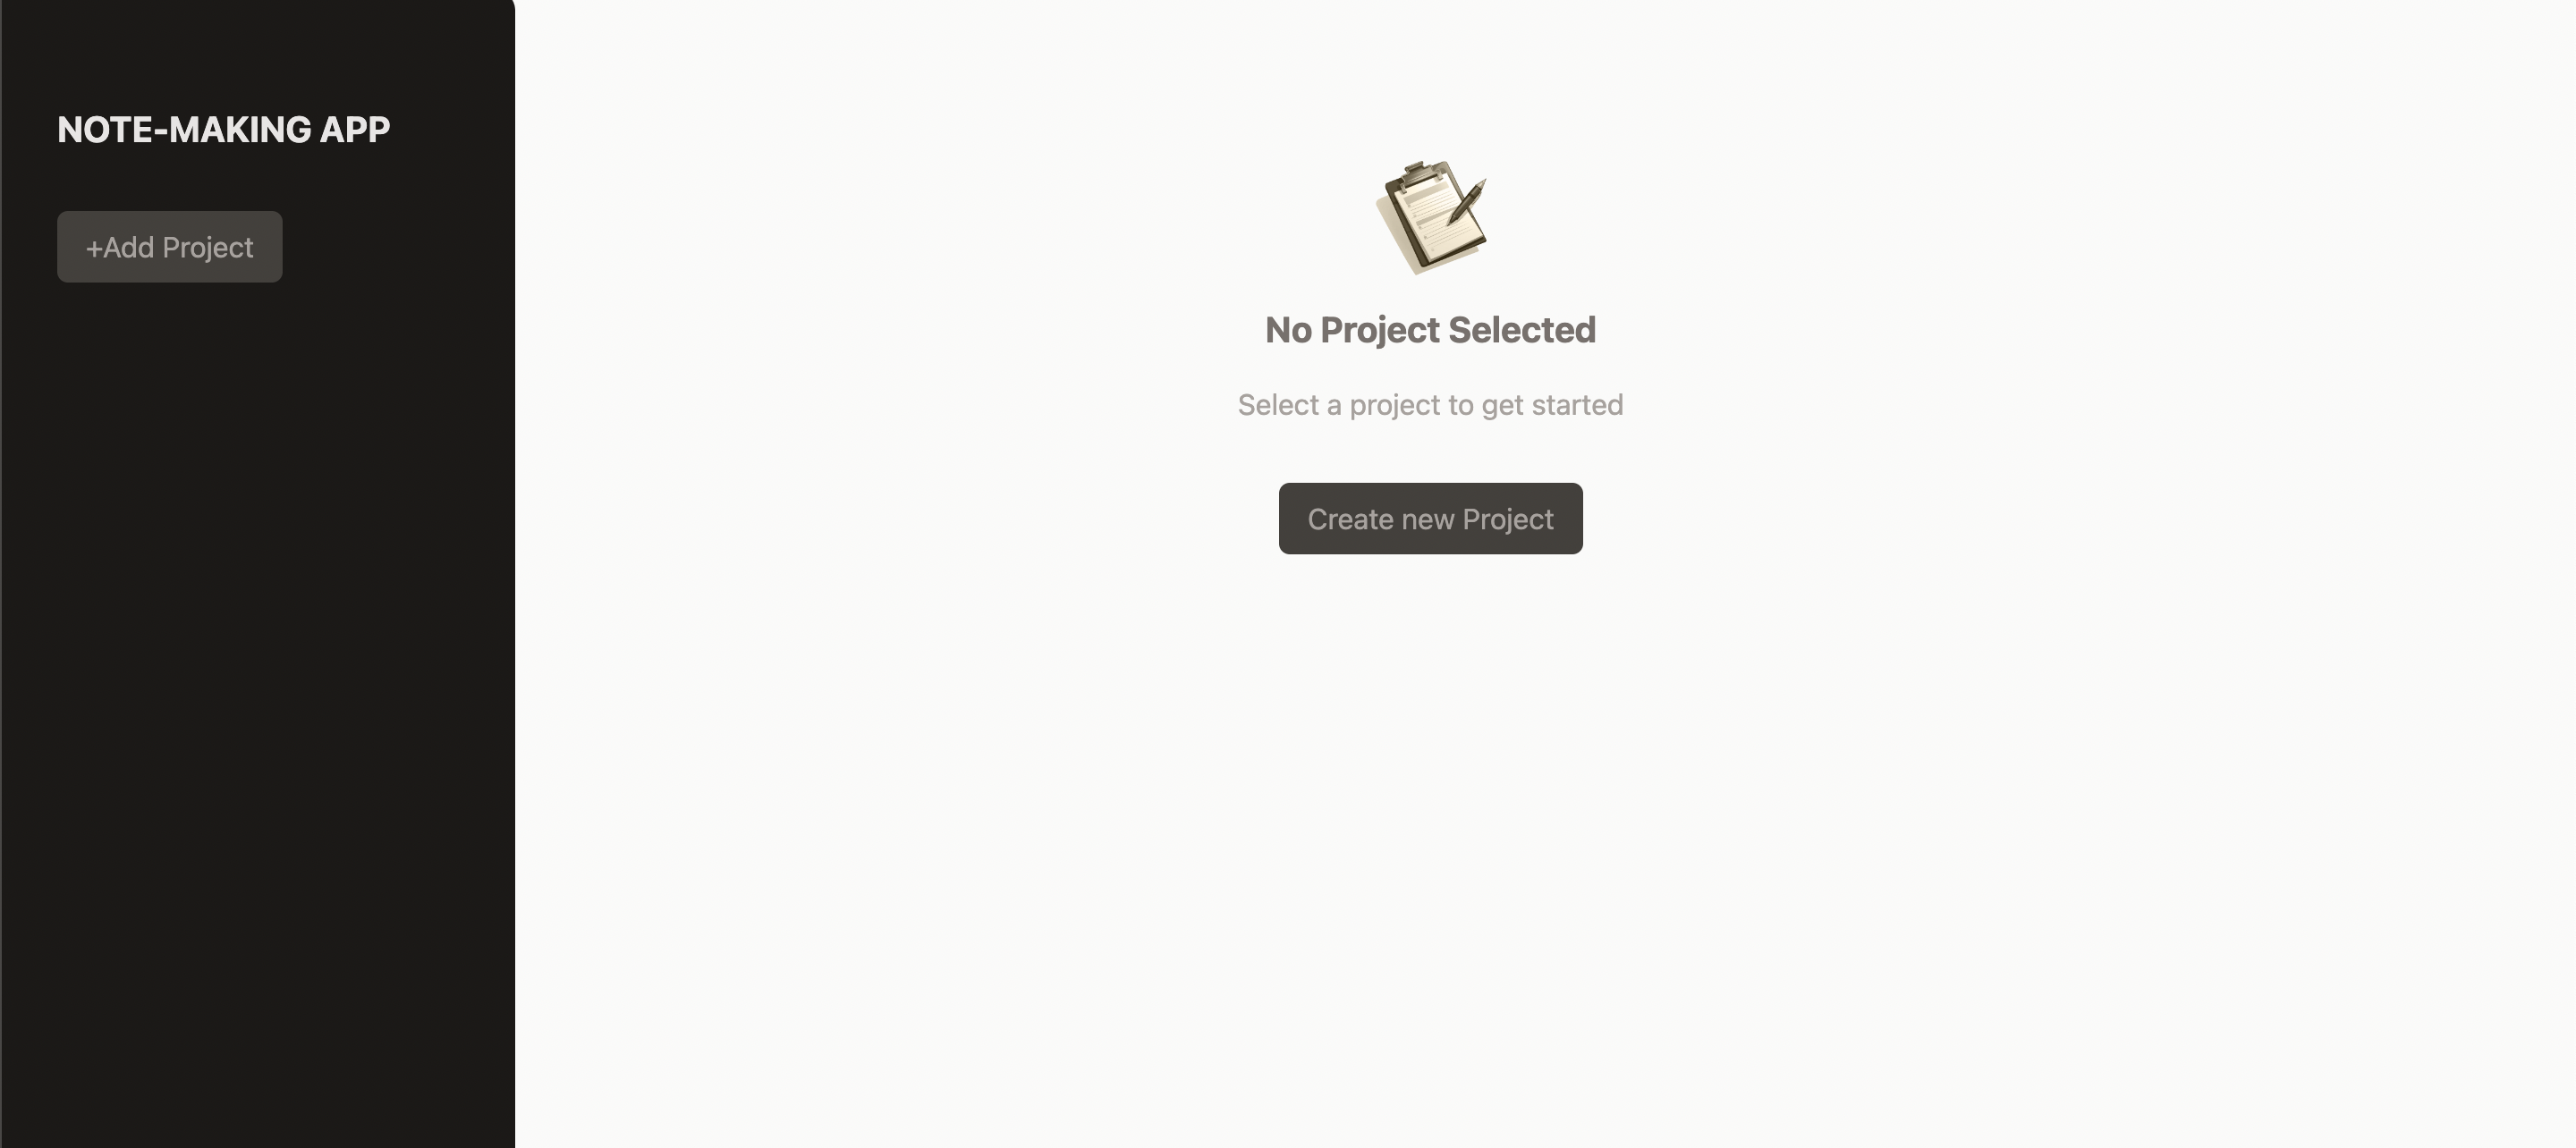 NOTE-MAKING APP
+Add Project
No Project Selected
Select a project to get started
Create new Project